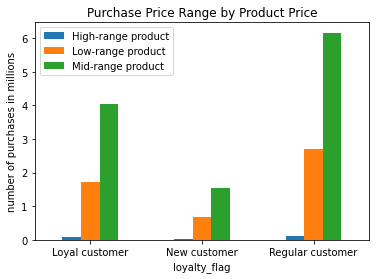 Purchase Price Range by Product Price
High-range product
Low-range product
Mid-range product
number of purchases in millions
6
5
4
3
2
1
0
Loyal customer
New customer
Regular customer
loyalty_flag